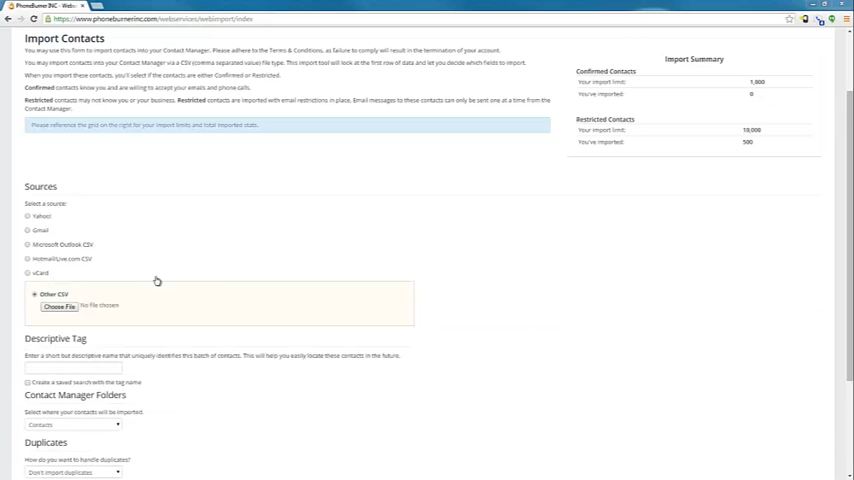 PhoneBurner INC - Webs
https://www.phoneburnerinc.com/webservices/webimport/index
Import Contacts
You may use this form to import contacts into your Contact Manager. Please adhere to the Terms & Conditions, as failure to comply will result in the termination of your account.
You may import contacts into your Contact Manager via a CSV (comma separated value) file type. This import tool will look at the first row of data and let you decide which fields to import.
When you import these contacts, you'll select if the contacts are either Confirmed or Restricted.
Confirmed contacts know you and are willing to accept your emails and phone calls.
Restricted contacts may not know you or your business. Restricted contacts are imported with email restrictions in place, Email messages to these contacts can only be sent one at a time from the
Contact Manager.
Please reference the grid on the right for your import limits and total imported stats.
Import Summary
Confirmed Contacts
Your import limit: 1,000
You've imported: 0
Restricted Contacts
Your import limit: 10,000
You've imported: 500
Sources
Select a source:
Yahoo!
Gmail
Microsoft Outlook CSV
Hotmail/Live.com CSV
vCard
Other CSV
Choose File No file chosen
Descriptive Tag
Enter a short but descriptive name that uniquely identifies this batch of contacts. This will help you easily locate these contacts in the future.
Create a saved search with the tag name
Contact Manager Folders
Select where your contacts will be imported.
Contacts
Duplicates
How do you want to handle duplicates?
Don't import duplicates